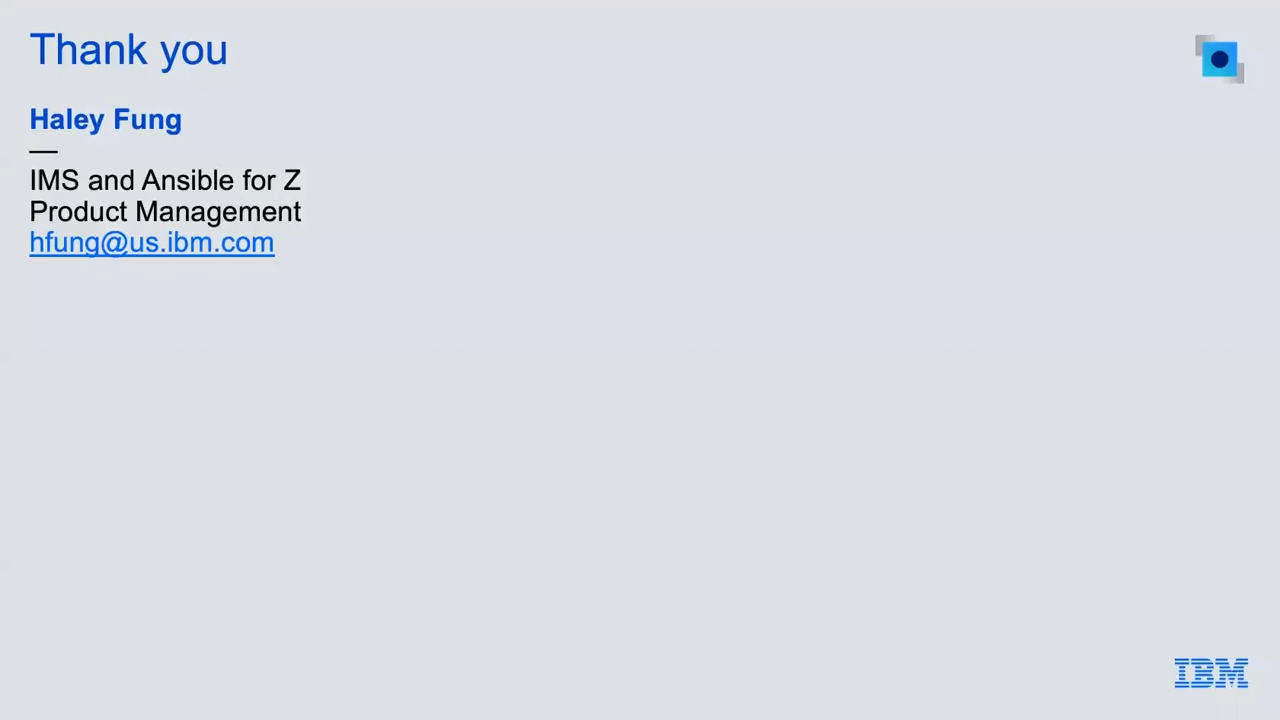 Thank you
Haley Fung
—
IMS and Ansible for Z
Product Management
hfung@us.ibm.com
IBM